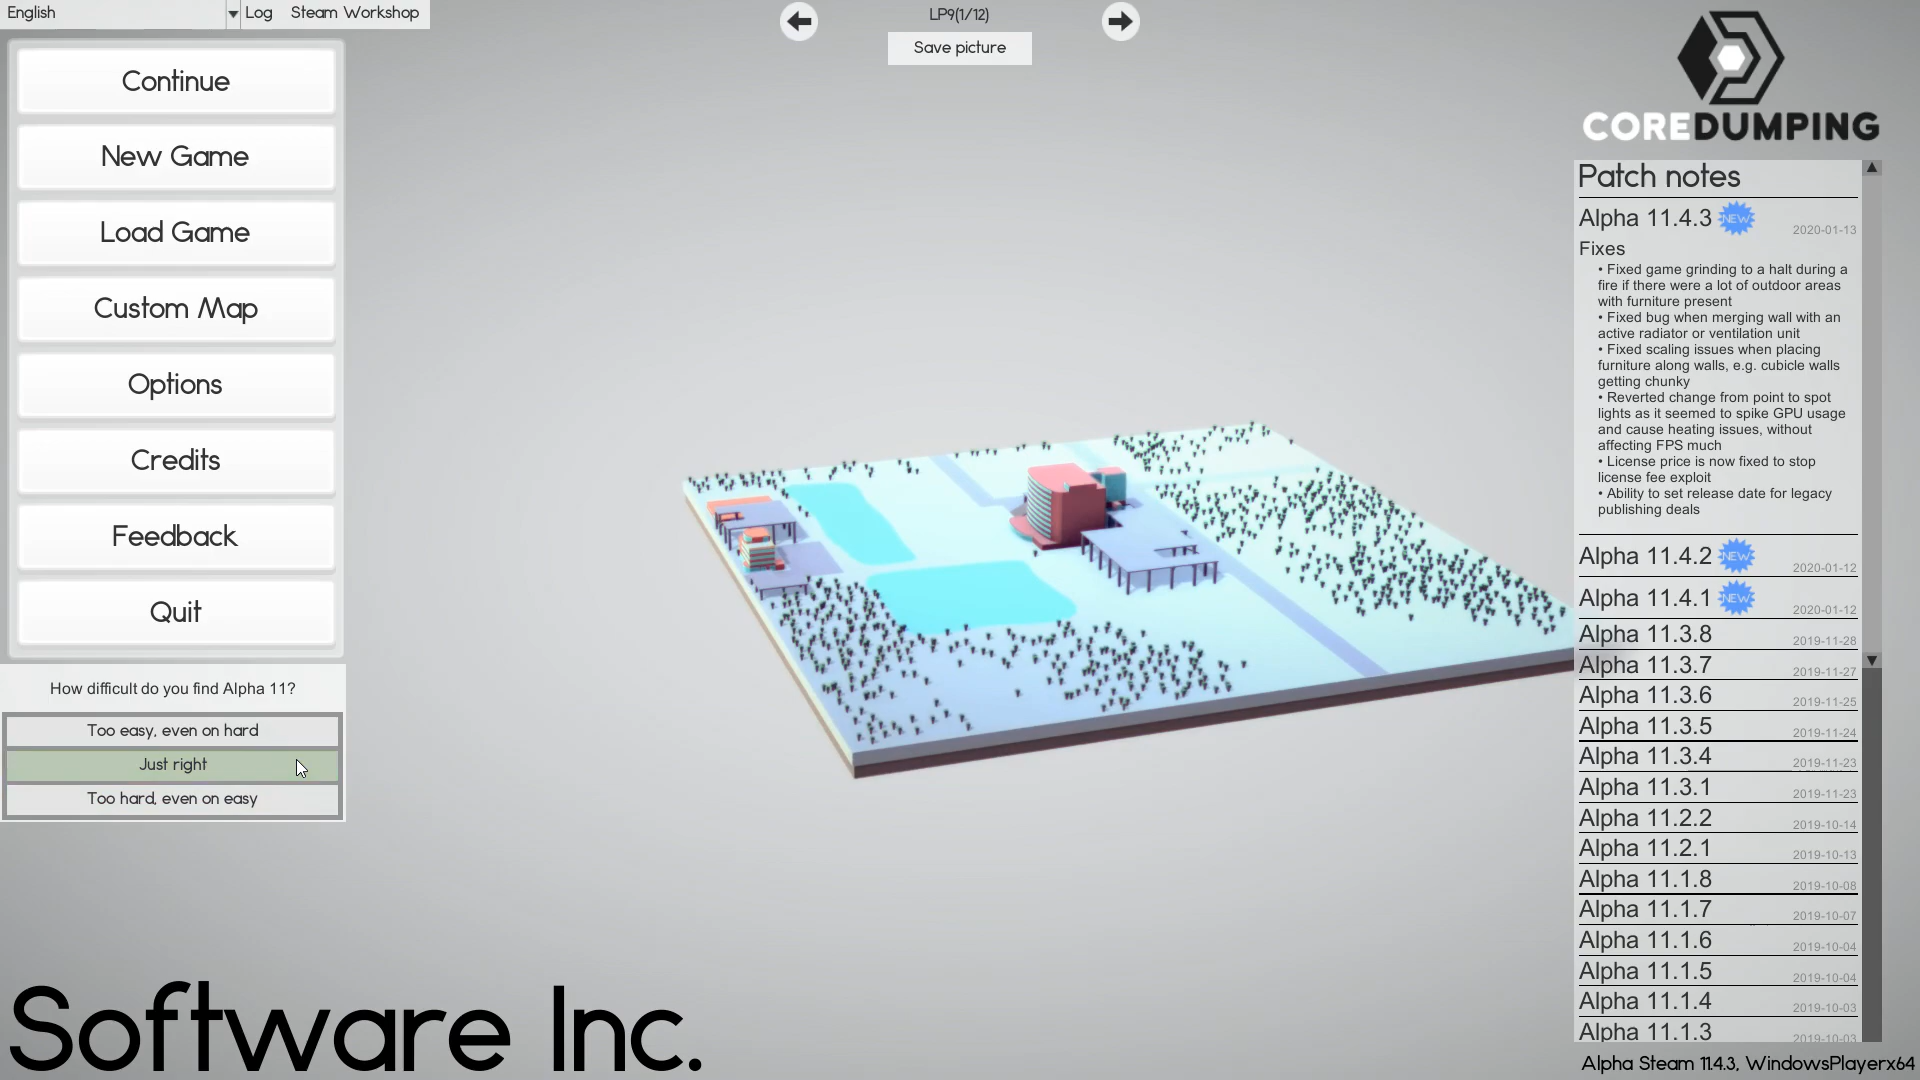 English
Log
Steam Workshop
LP9(1/12)
Save picture
Continue
New Game
Load Game
Custom Map
Options
Credits
Feedback
Quit
How difficult do you find Alpha 11?
Too easy, even on hard
Just right
Too hard, even on easy
Software Inc.
COREDUMPING
Patch notes
Alpha 11.4.3 NEW 2020-01-13
Fixes
• Fixed game grinding to a halt during a
fire if there were a lot of outdoor areas
with furniture present
• Fixed bug when merging wall with an
active radiator or ventilation unit
• Fixed scaling issues when placing
furniture along walls, e.g. cubicle walls
getting chunky
• Reverted change from point to spot
lights as it seemed to spike GPU usage
and cause heating issues, without
affecting FPS much
• License price is now fixed to stop
license fee exploit
• Ability to set release date for legacy
publishing deals
Alpha 11.4.2 NEW 2020-01-12
Alpha 11.4.1 NEW 2020-01-12
Alpha 11.3.8 2019-11-28
Alpha 11.3.7 2019-11-27
Alpha 11.3.6 2019-11-25
Alpha 11.3.5 2019-11-24
Alpha 11.3.4 2019-11-23
Alpha 11.3.1 2019-11-23
Alpha 11.2.2 2019-10-14
Alpha 11.2.1 2019-10-13
Alpha 11.1.8 2019-10-08
Alpha 11.1.7 2019-10-07
Alpha 11.1.6 2019-10-04
Alpha 11.1.5 2019-10-04
Alpha 11.1.4 2019-10-03
Alpha 11.1.3 2019-10-03
Alpha Steam 11.4.3, WindowsPlayerx64